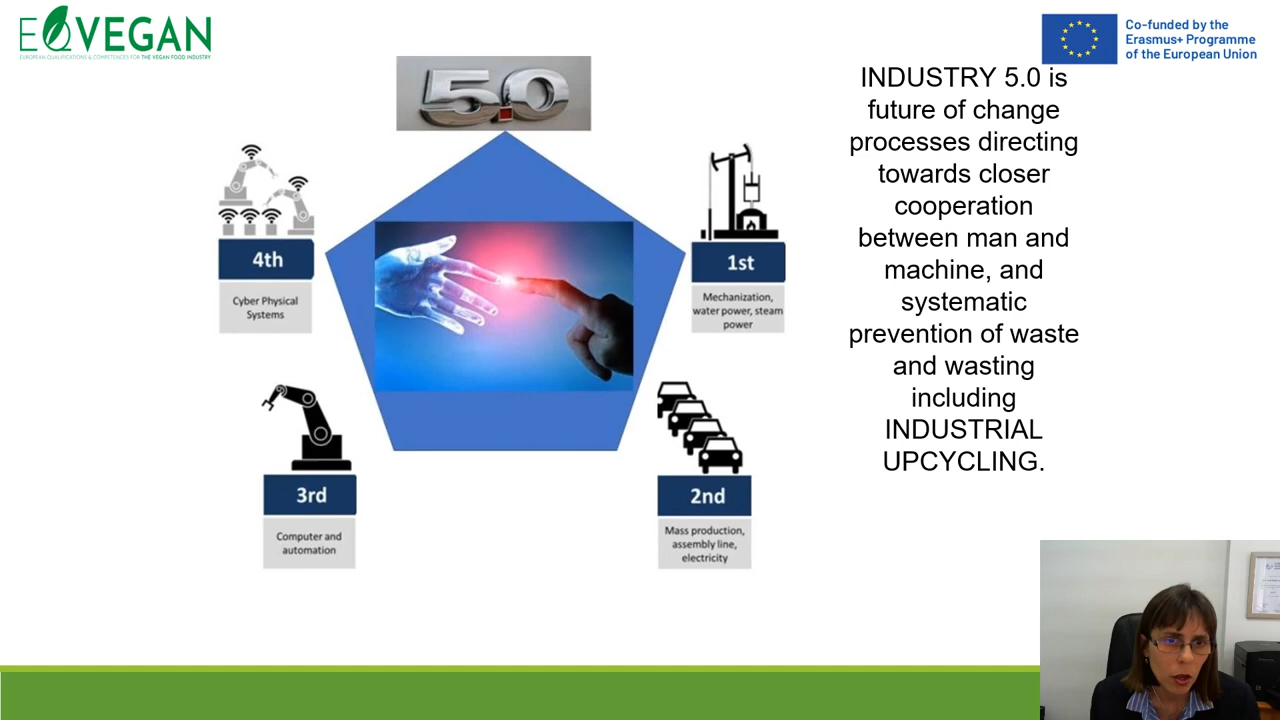 EQVEGAN
EUROPEAN QUALIFICATIONS & COMPETENCES FOR THE VEGAN FOOD INDUSTRY
Co-funded by the
Erasmus+ Programme
of the European Union
5.0
4th
Cyber Physical
Systems
1st
Mechanization,
water power, steam
power
3rd
Computer and
automation
2nd
Mass production,
assembly line,
electricity
INDUSTRY 5.0 is
future of change
processes directing
towards closer
cooperation
between man and
machine, and
systematic
prevention of waste
and wasting
including
INDUSTRIAL
UPCYCLING.